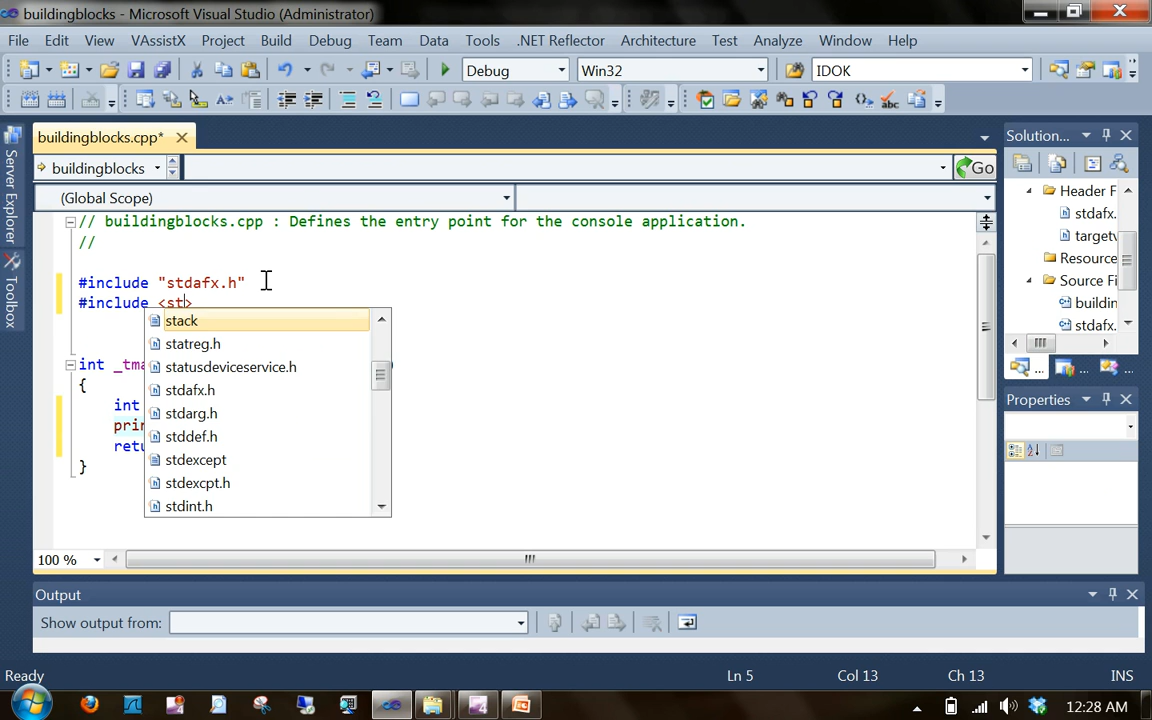 buildingblocks - Microsoft Visual Studio (Administrator)
File Edit View VAssistX Project Build Debug Team Data Tools .NET Reflector Architecture Test Analyze Window Help
Debug Win32 IDOK
buildingblocks.cpp*
buildingblocks Go
(Global Scope)
Server Explorer
Toolbox
// buildingblocks.cpp : Defines the entry point for the console application.
//
#include "stdafx.h"
#include <st>
stack
statreg.h
statusdeviceservice.h
stdafx.h
stdarg.h
stddef.h
stdexcept
stdexcpt.h
stdint.h
int _tma
{
int
prin
retu
}
100 %
Solution...
Header F
stdafx.
targetv
Resource
Source Fi
buildin
stdafx.
... ... ...
Properties
Output
Show output from:
Ready Ln 5 Col 13 Ch 13 INS
12:28 AM